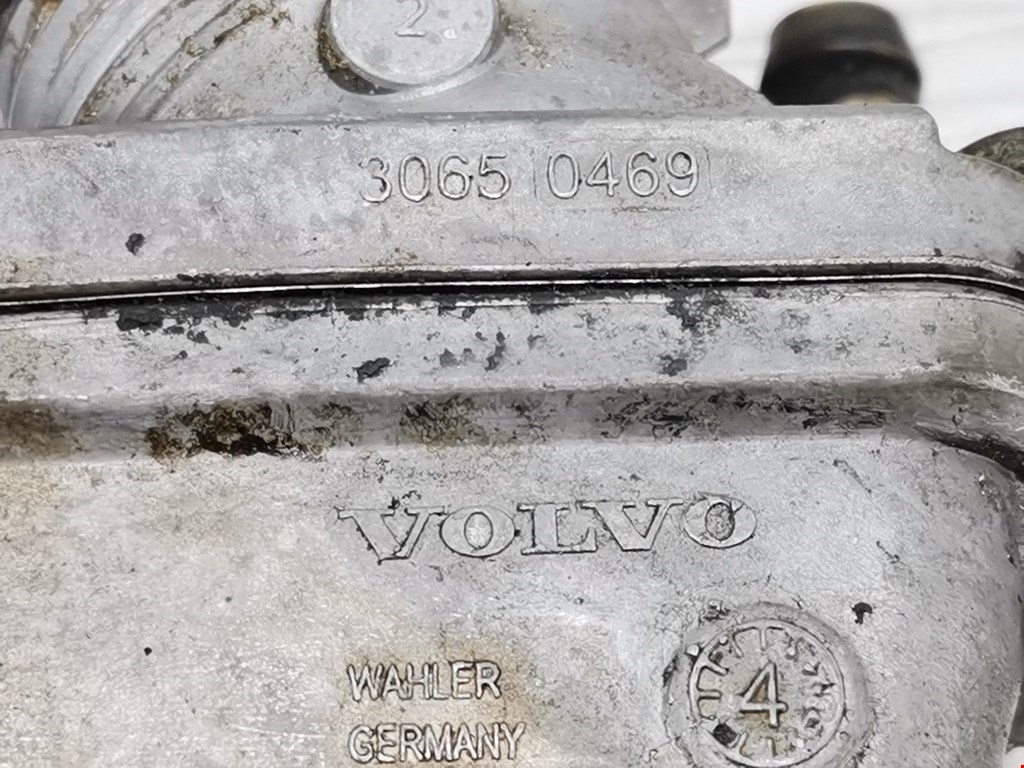 2.
3065 0469
VOLVO
WAHLER
GERMANY
4